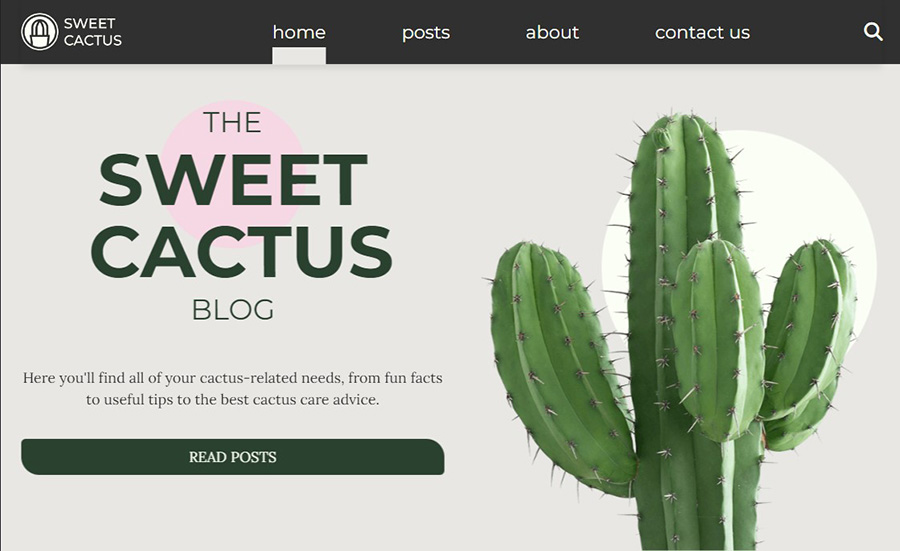 SWEET
CACTUS
home posts about contact us
THE
SWEET
CACTUS
BLOG
Here you'll find all of your cactus-related needs, from fun facts
to useful tips to the best cactus care advice.
READ POSTS